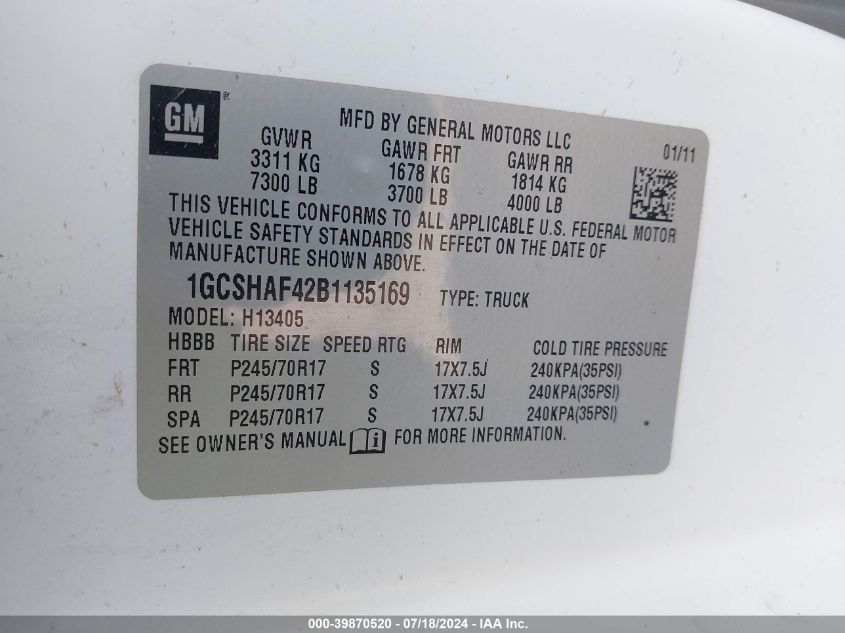 GM ®
MFD BY GENERAL MOTORS LLC
01/11
GVWR GAWR FRT GAWR RR
3311 KG 1678 KG 1814 KG
7300 LB 3700 LB 4000 LB
THIS VEHICLE CONFORMS TO ALL APPLICABLE U.S. FEDERAL MOTOR
VEHICLE SAFETY STANDARDS IN EFFECT ON THE DATE OF
MANUFACTURE SHOWN ABOVE.
1GCSHAF42B1135169 TYPE: TRUCK
MODEL: H13405
HBBB TIRE SIZE SPEED RTG RIM COLD TIRE PRESSURE
FRT P245/70R17 S 17X7.5J 240KPA(35PSI)
RR P245/70R17 S 17X7.5J 240KPA(35PSI)
SPA P245/70R17 S 17X7.5J 240KPA(35PSI)
SEE OWNER'S MANUAL i FOR MORE INFORMATION.
000-39870520 - 07/18/2024 - IAA Inc.